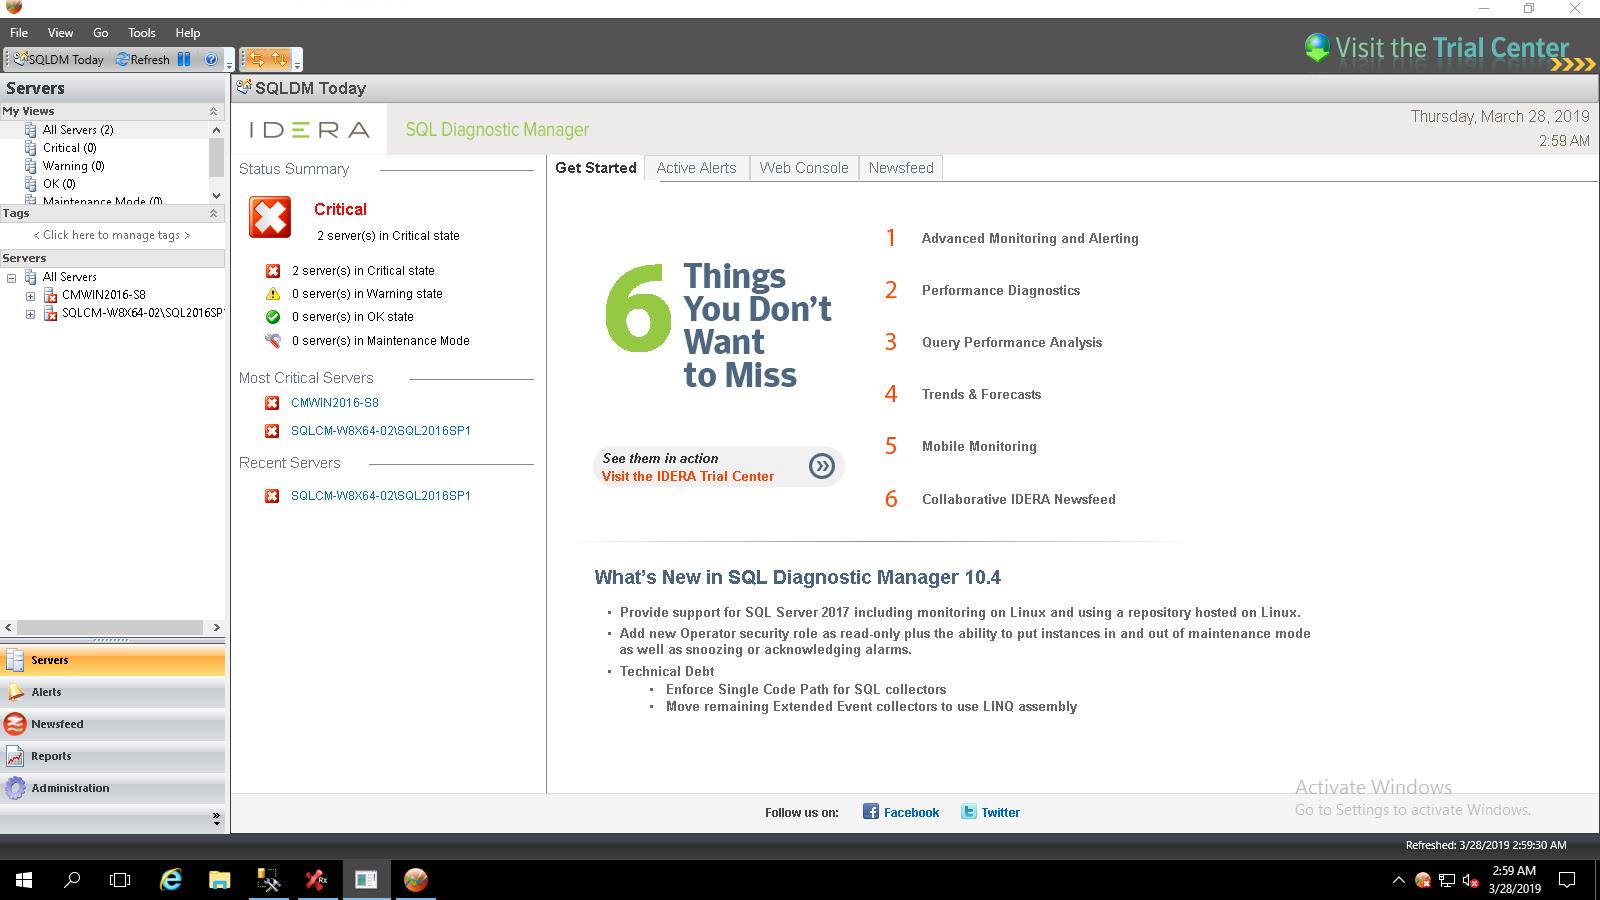 File View Go Tools Help
Visit the Trial Center
SQLDM Today Refresh
Servers
My Views
All Servers (2)
Critical (0)
Warning (0)
OK (0)
Maintenance Mode (0)
Tags
< Click here to manage tags >
Servers
All Servers
CMWIN2016-S8
SQLCM-W8X64-02\SQL2016SP
Servers
Alerts
Newsfeed
Reports
Administration
SQLDM Today
IDERA SQL Diagnostic Manager
Thursday, March 28, 2019
2:59 AM
Status Summary
Critical
2 server(s) in Critical state
2 server(s) in Critical state
0 server(s) in Warning state
0 server(s) in OK state
0 server(s) in Maintenance Mode
Most Critical Servers
CMWIN2016-S8
SQLCM-W8X64-02\SQL2016SP1
Recent Servers
SQLCM-W8X64-02\SQL2016SP1
Get Started Active Alerts Web Console Newsfeed
6 Things
You Don't
Want
to Miss
See them in action
Visit the IDERA Trial Center
1 Advanced Monitoring and Alerting
2 Performance Diagnostics
3 Query Performance Analysis
4 Trends & Forecasts
5 Mobile Monitoring
6 Collaborative IDERA Newsfeed
What's New in SQL Diagnostic Manager 10.4
• Provide support for SQL Server 2017 including monitoring on Linux and using a repository hosted on Linux.
• Add new Operator security role as read-only plus the ability to put instances in and out of maintenance mode
as well as snoozing or acknowledging alarms.
• Technical Debt
• Enforce Single Code Path for SQL collectors
• Move remaining Extended Event collectors to use LINQ assembly
Activate Windows
Go to Settings to activate Windows.
Follow us on: Facebook Twitter
Refreshed: 3/28/2019 2:59:30 AM
2:59 AM
3/28/2019